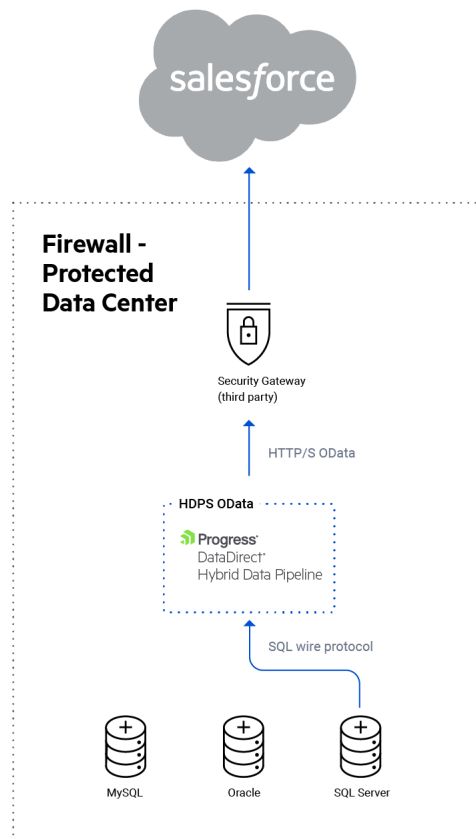 salesforce
Firewall -
Protected
Data Center
Security Gateway
(third party)
HTTP/S OData
HDPS OData
Progress®
DataDirect®
Hybrid Data Pipeline
SQL wire protocol
MySQL
Oracle
SQL Server